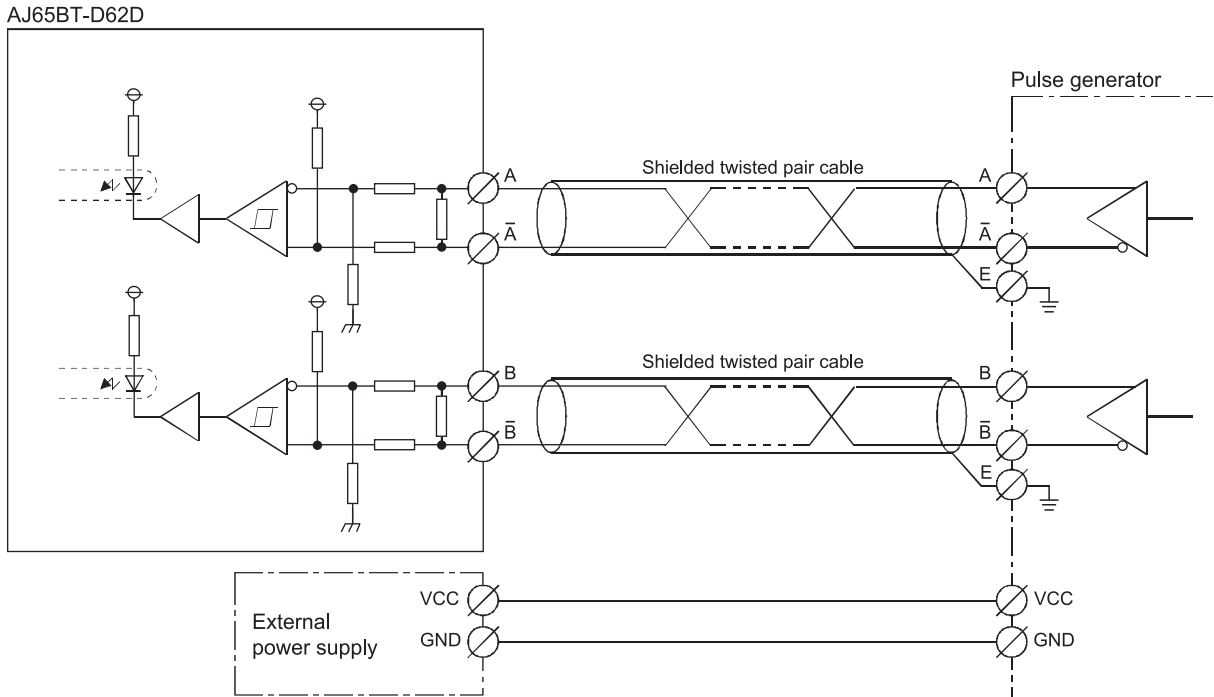 AJ65BT-D62D
Pulse generator
Shielded twisted pair cable
A
A
A̅
A̅
E
Shielded twisted pair cable
B
B
B̅
B̅
E
VCC
VCC
External
power supply
GND
GND